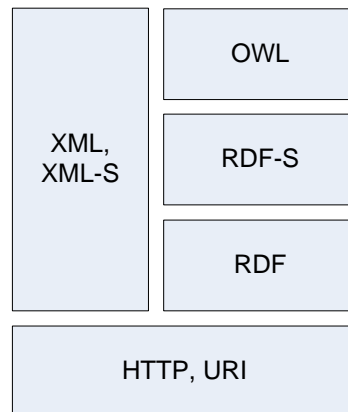 XML,
XML-S
OWL
RDF-S
RDF
HTTP, URI